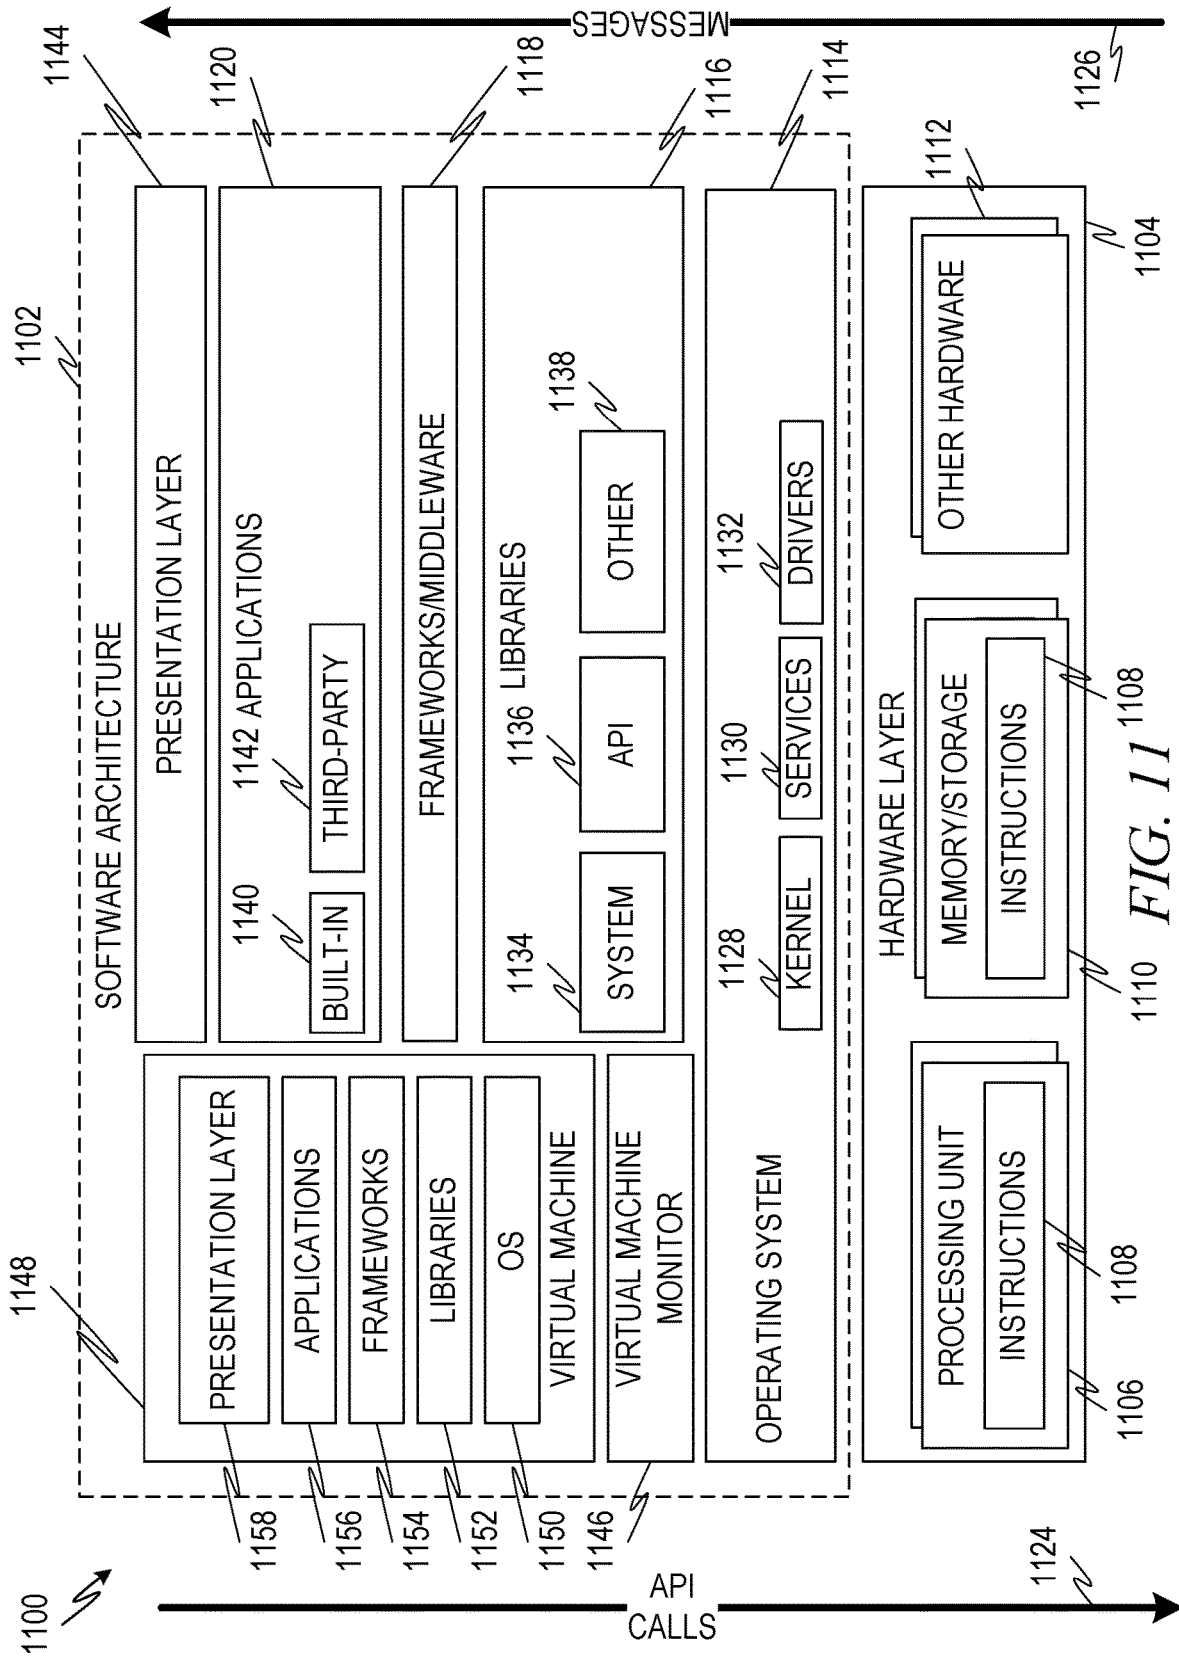 1100
1148
1102
1144
1120
1118
1116
1114
SOFTWARE ARCHITECTURE
PRESENTATION LAYER
1142 APPLICATIONS
1140
BUILT-IN
THIRD-PARTY
FRAMEWORKS/MIDDLEWARE
LIBRARIES
1134
1136
1138
SYSTEM
API
OTHER
1158
PRESENTATION LAYER
1156
APPLICATIONS
1154
FRAMEWORKS
1152
LIBRARIES
1150
OS
VIRTUAL MACHINE
1146
VIRTUAL MACHINE
MONITOR
OPERATING SYSTEM
1128
1130
1132
KERNEL
SERVICES
DRIVERS
API
CALLS
1124
MESSAGES
1126
HARDWARE LAYER
PROCESSING UNIT
INSTRUCTIONS
1106
1108
MEMORY/STORAGE
INSTRUCTIONS
1110
1108
OTHER HARDWARE
1112
1104
FIG. 11